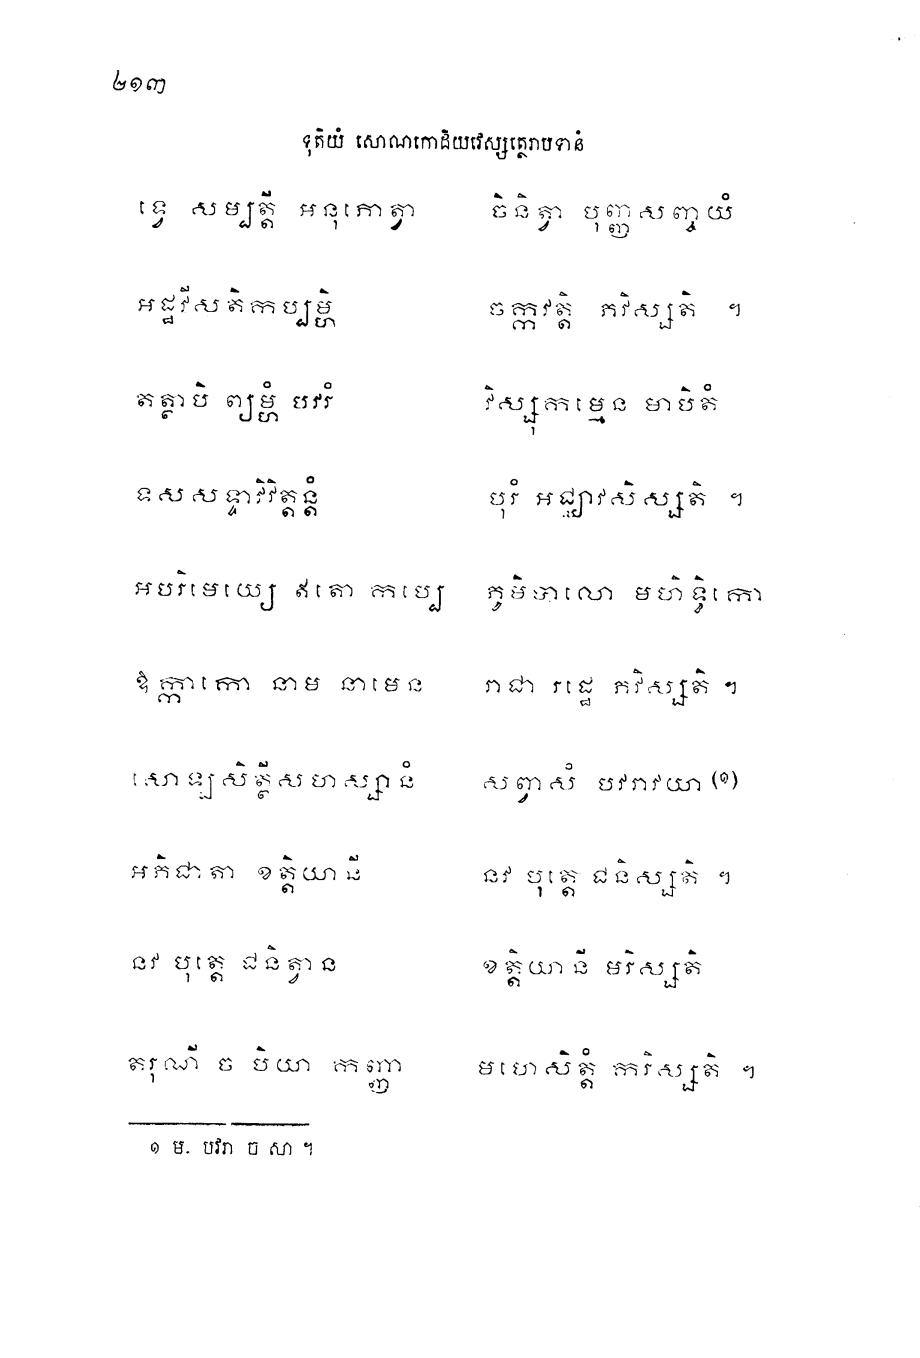 ២១៣
ទុតិយំ សោណកោដិយវេស្សត្ថេរាបទានំ
ទ្វេ សម្បត្តី អនុភោត្វា ចិនិត្វា បុញ្ញសញ្ចយំ
អដ្ឋវីសតិកប្បម្ហិ ចក្កវត្តិ ភវិស្សតិ ។
តត្ថាបិ ព្យម្ហំ បវរំ វិស្សុកម្មេន មាបិតំ
ទសសទ្ទាវិវិត្តន្តំ បុរំ អជ្ឈាវសិស្សតិ ។
អបរិមេយ្យេ ឥតោ កប្បេ ភូមិបាលោ មហិទ្ធិកោ
ឱក្កាកោ នាម នាមេន រាជា រដ្ឋេ ភវិស្សតិ ។
សោឡសិត្ថីសហស្សានំ សព្វាសំ បវរាវយា (១)
អភិជាតា ខត្តិយានី នវ បុត្តេ ជនិស្សតិ ។
នវ បុត្តេ ជនិត្វាន ខត្តិយានី មរិស្សតិ
តរុណី ច បិយា កញ្ញា មហេសិត្តំ ការិស្សតិ ។
១ ម. បវរា ច សា ។